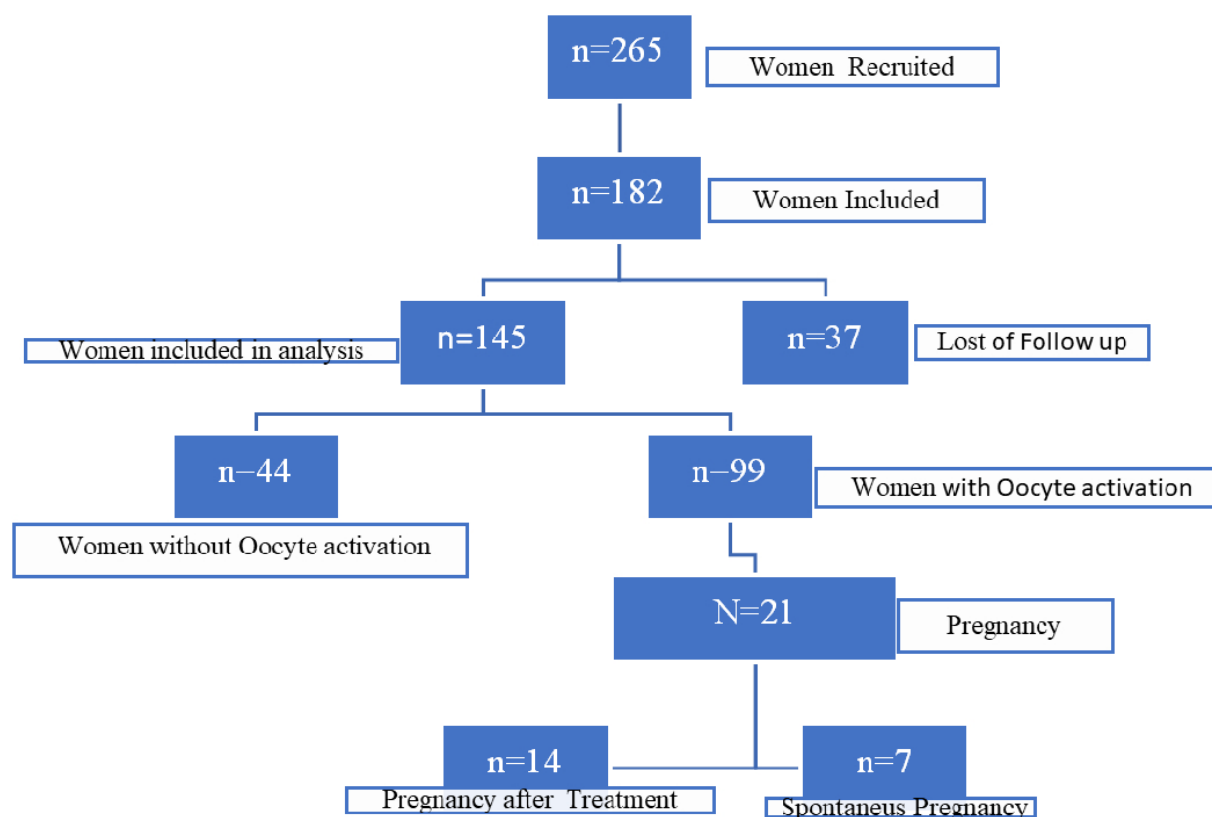 n=265
Women Recruited
n=182
Women Included
n=145
Women included in analysis
n=37
Lost of Follow up
n−44
Women without Oocyte activation
n−99
Women with Oocyte activation
N=21
Pregnancy
n=14
Pregnancy after Treatment
n=7
Spontaneus Pregnancy